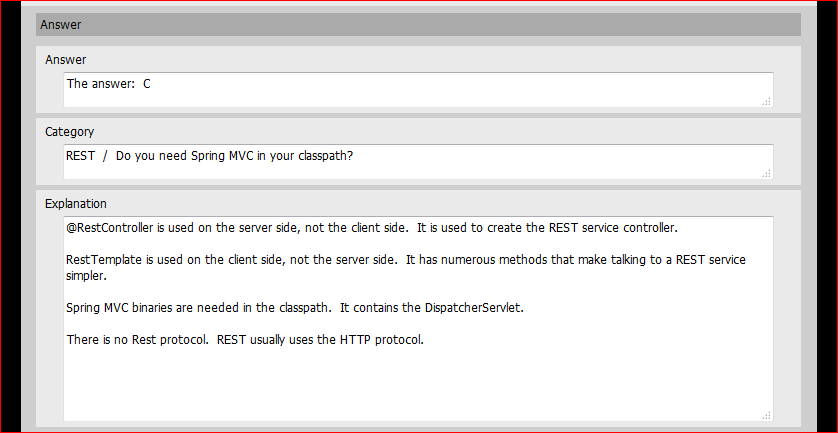 Answer
Answer
The answer:  C
Category
REST  /  Do you need Spring MVC in your classpath?
Explanation
@RestController is used on the server side, not the client side.  It is used to create the REST service controller.
RestTemplate is used on the client side, not the server side.  It has numerous methods that make talking to a REST service
simpler.
Spring MVC binaries are needed in the classpath.  It contains the DispatcherServlet.
There is no Rest protocol.  REST usually uses the HTTP protocol.